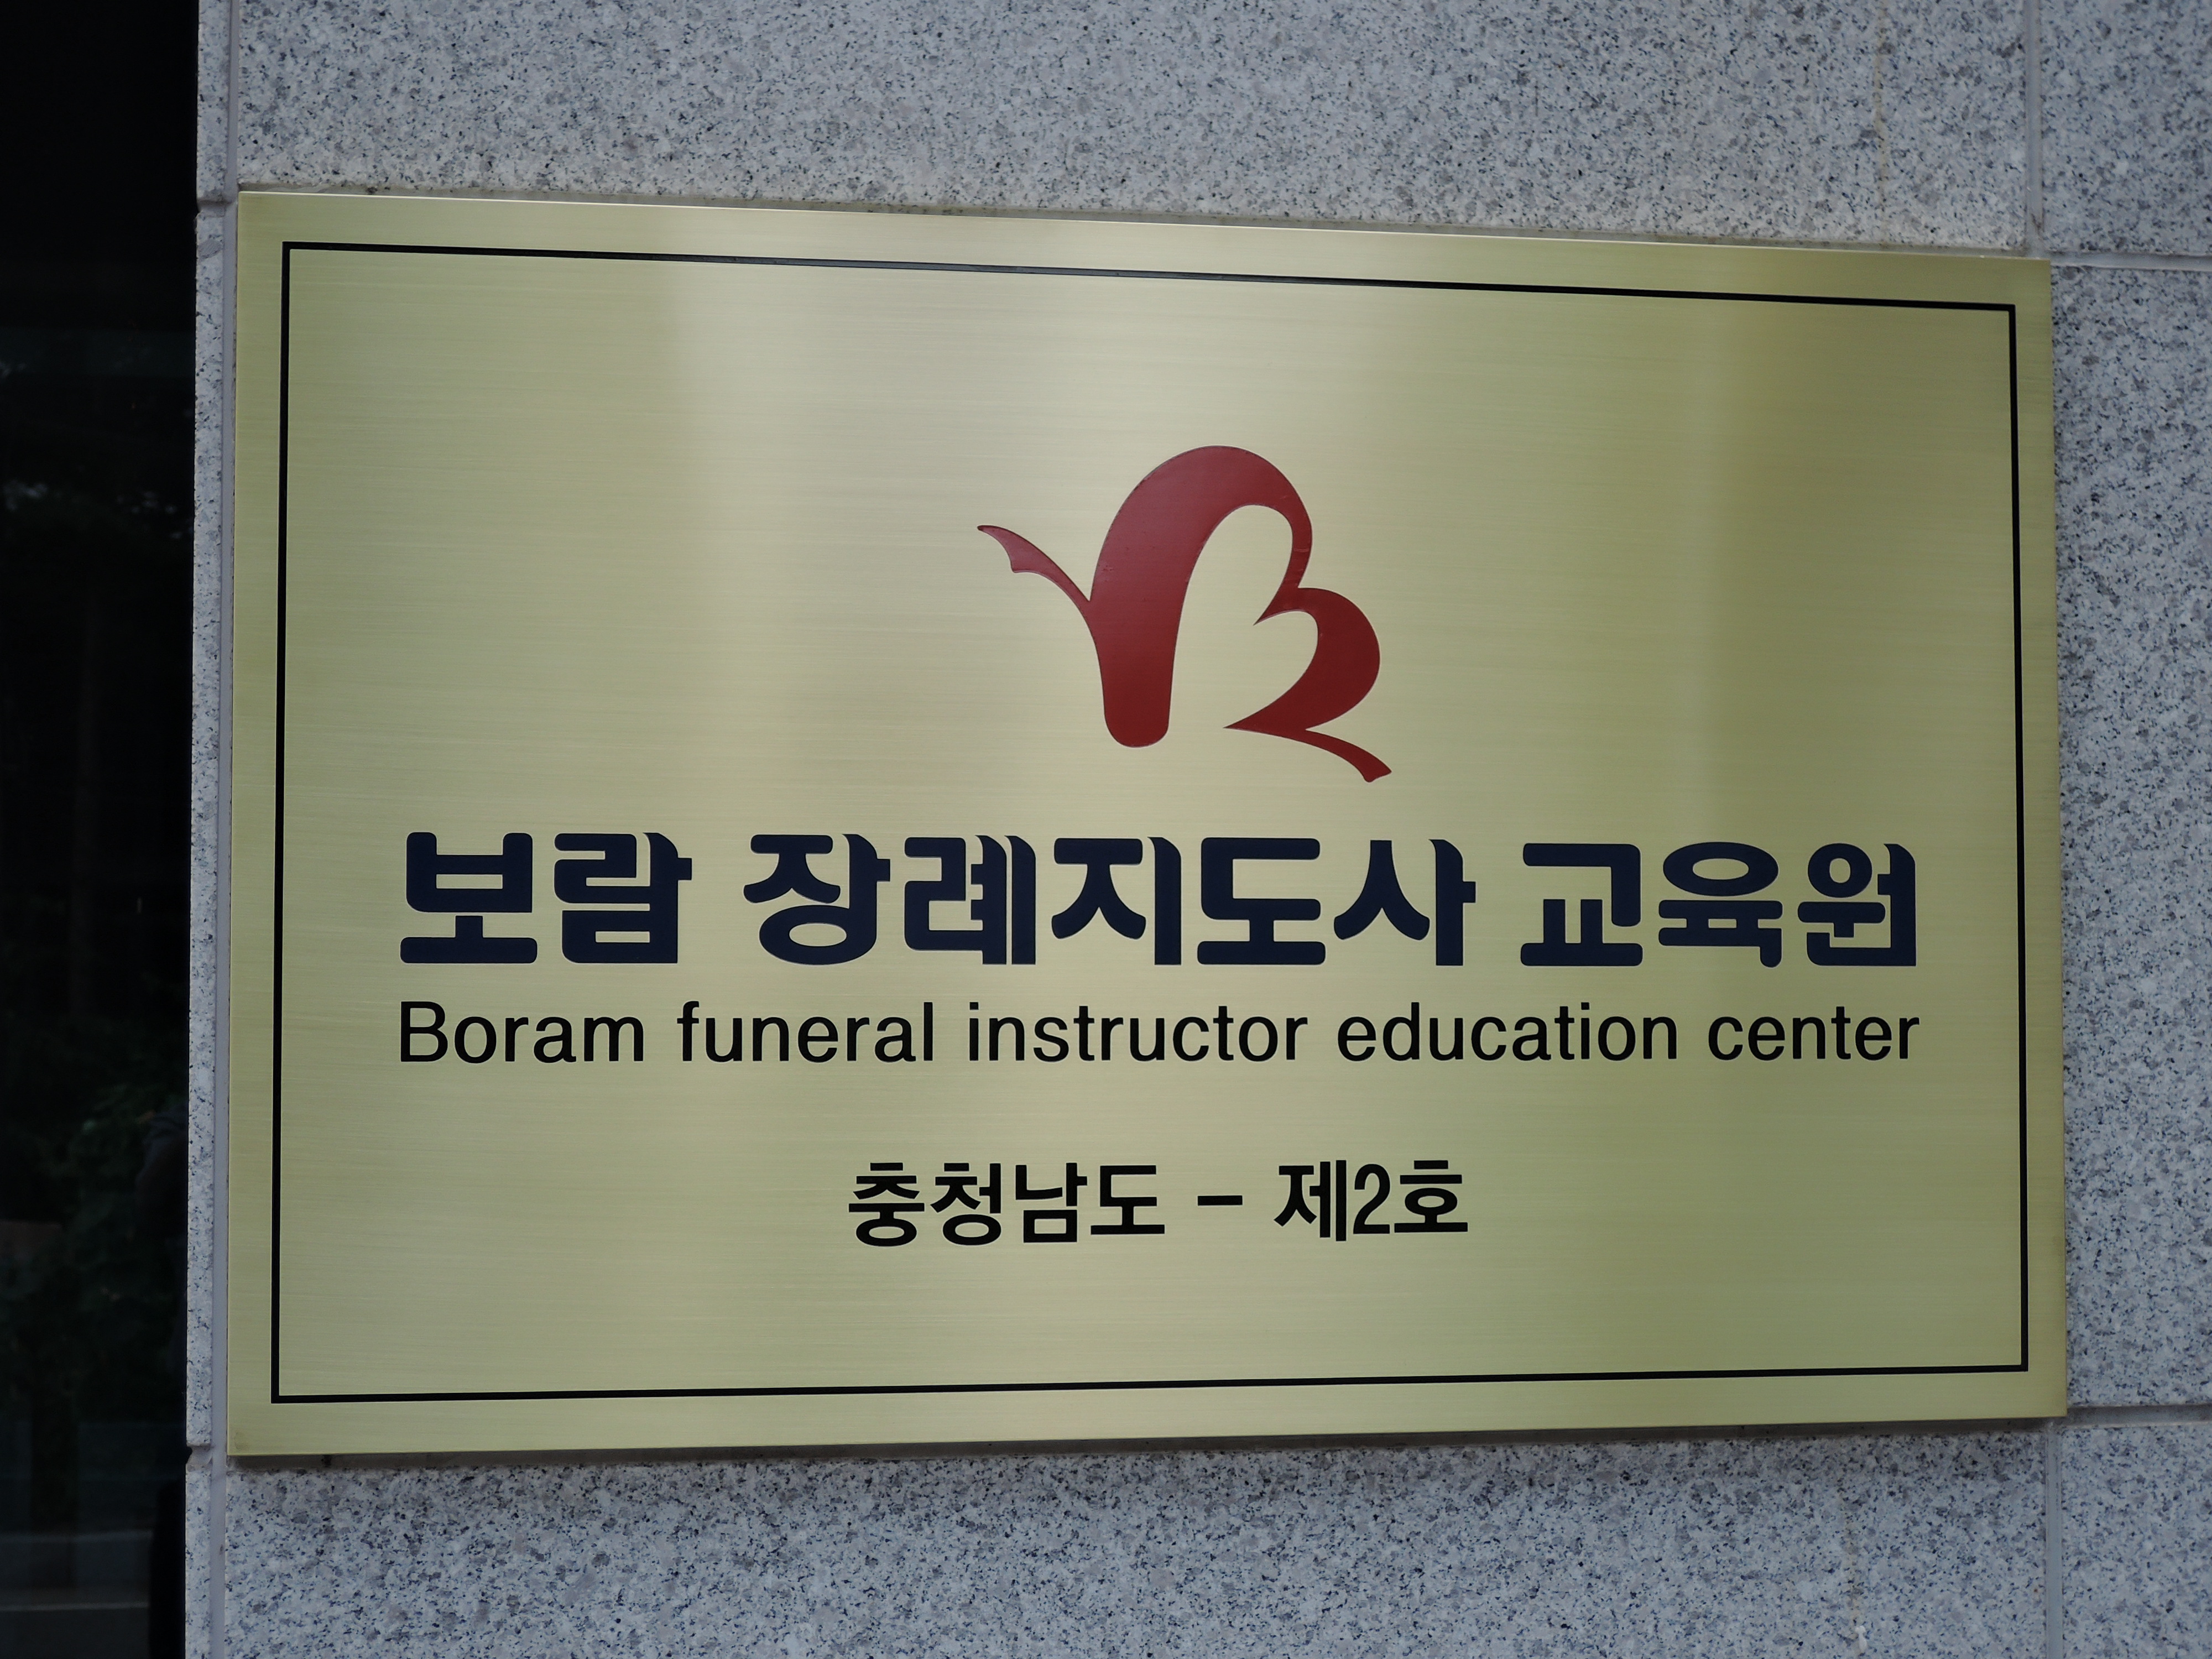 보람 장례지도사 교육원
Boram funeral instructor education center
충청남도 - 제2호